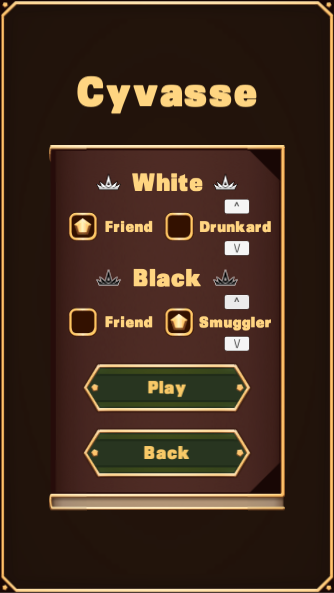 Cyvasse
White
^
Friend Drunkard
V
Black
^
Friend Smuggler
V
Play
Back